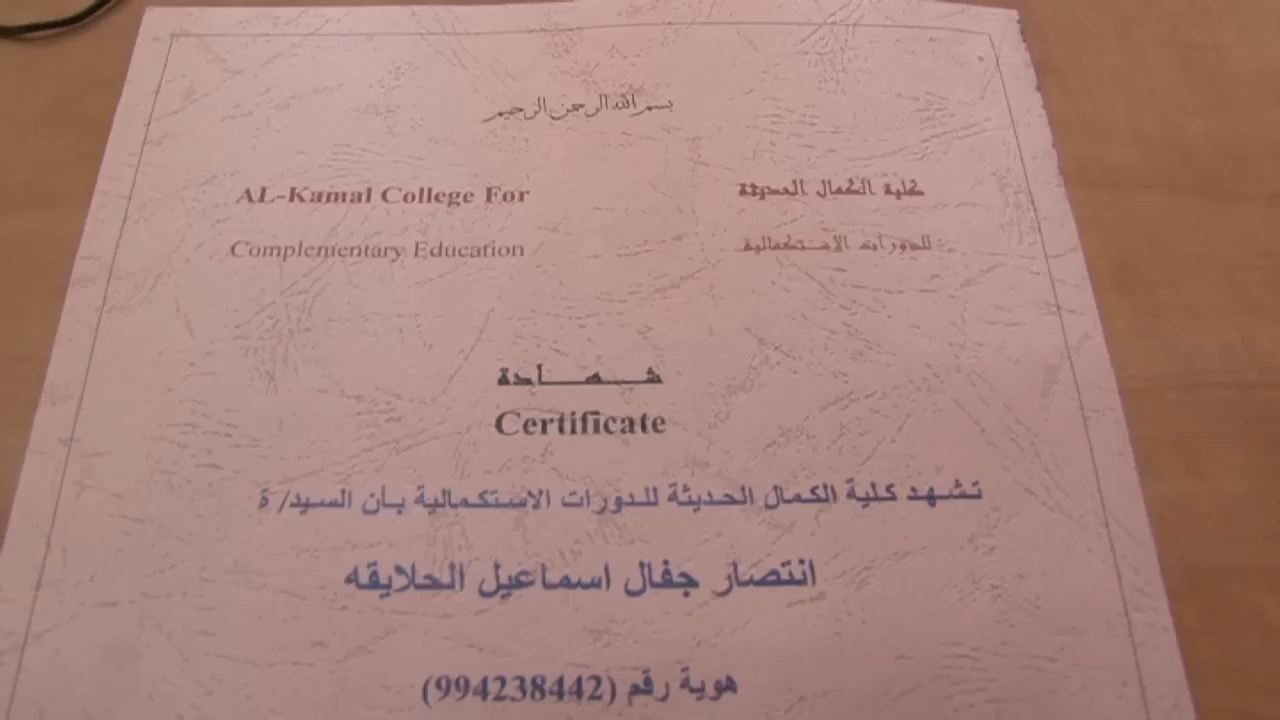 بسم الله الرحمن الرحيم
AL-Kamal College For
كلية الكمال الحديثة
Complementary Education
للدورات الاستكمالية
شهادة
Certificate
تشهد كلية الكمال الحديثة للدورات الاستكمالية بأن السيد/ ة
انتصار جفال اسماعيل الحلايقه
هوية رقم (994238442)